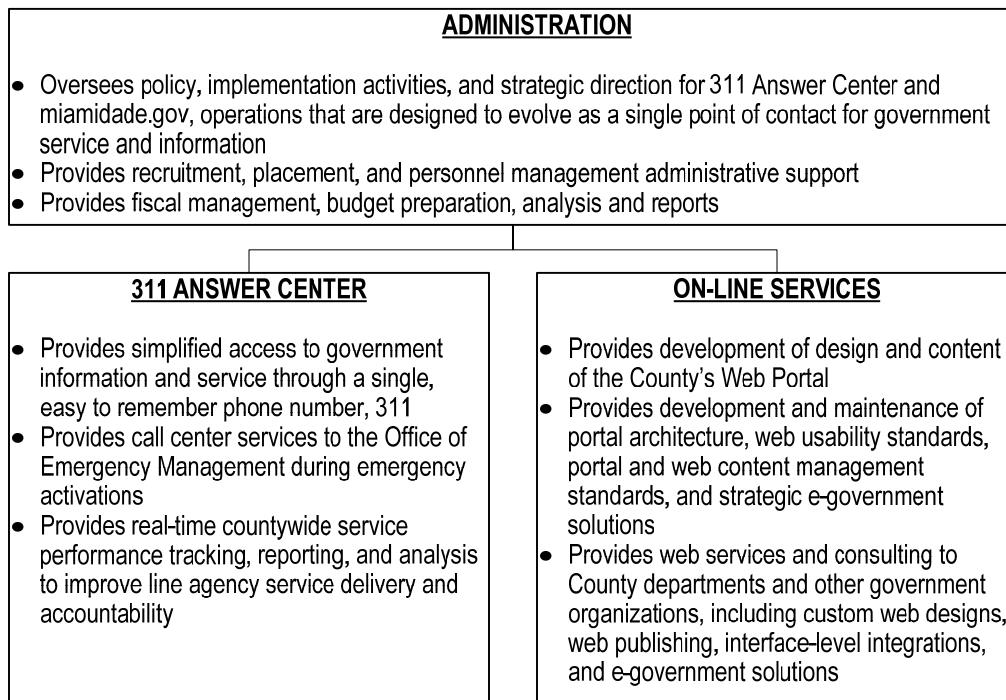 ADMINISTRATION
• Oversees policy, implementation activities, and strategic direction for 311 Answer Center and
miamidade.gov, operations that are designed to evolve as a single point of contact for government
service and information
• Provides recruitment, placement, and personnel management administrative support
• Provides fiscal management, budget preparation, analysis and reports
311 ANSWER CENTER
• Provides simplified access to government
information and service through a single,
easy to remember phone number, 311
• Provides call center services to the Office of
Emergency Management during emergency
activations
• Provides real-time countywide service
performance tracking, reporting, and analysis
to improve line agency service delivery and
accountability
ON-LINE SERVICES
• Provides development of design and content
of the County’s Web Portal
• Provides development and maintenance of
portal architecture, web usability standards,
portal and web content management
standards, and strategic e-government
solutions
• Provides web services and consulting to
County departments and other government
organizations, including custom web designs,
web publishing, interface-level integrations,
and e-government solutions